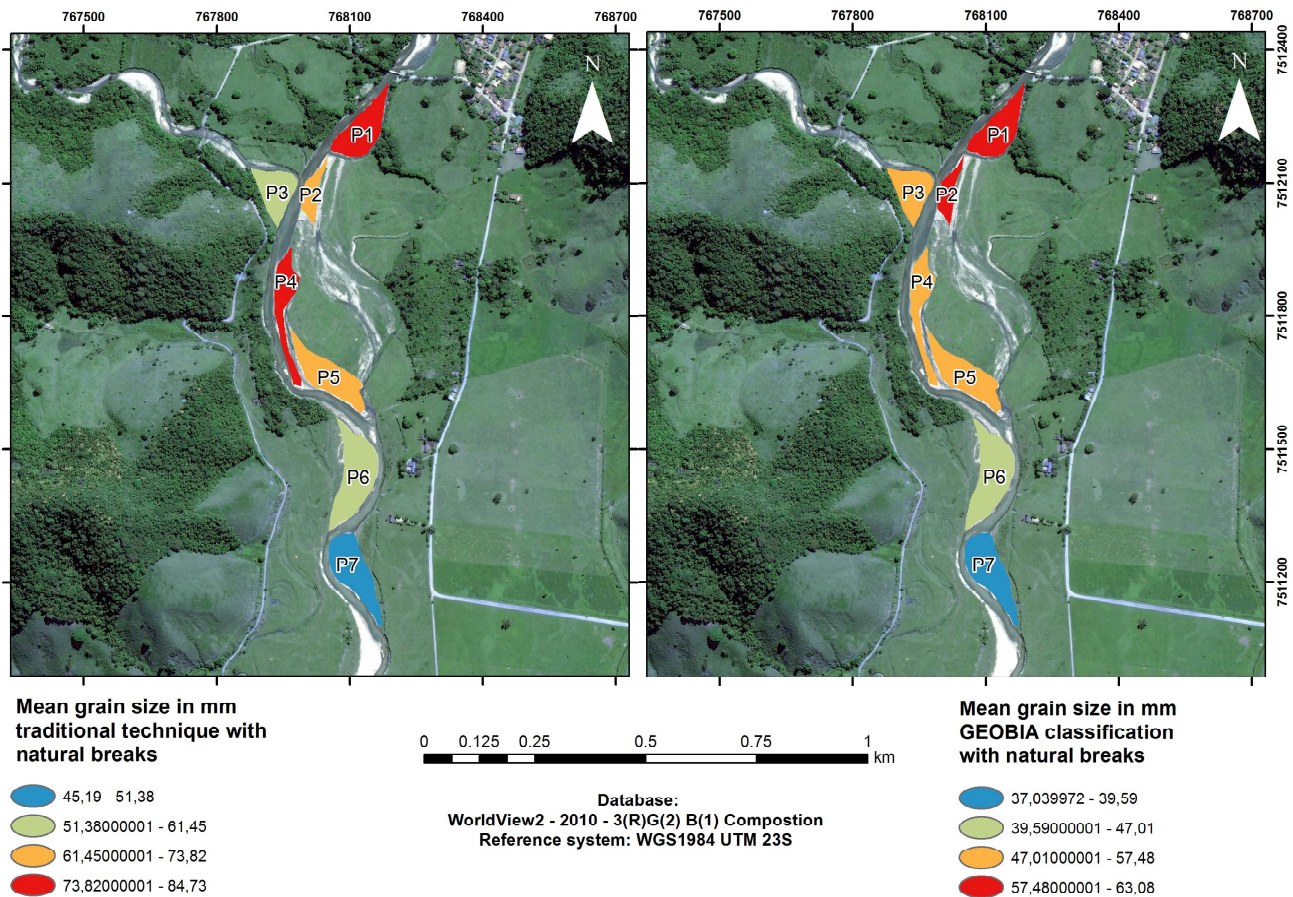 767500 767800 768100 768400 768700
767500 767800 768100 768400 768700
7512400
7512100
7511800
7511500
7511200
N
P1
P2
P3
P4
P5
P6
P7
N
P1
P2
P3
P4
P5
P6
P7
Mean grain size in mm
traditional technique with
natural breaks
45,19 51,38
51,38000001 - 61,45
61,45000001 - 73,82
73,82000001 - 84,73
0 0.125 0.25 0.5 0.75 1
km
Database:
WorldView2 - 2010 - 3(R)G(2) B(1) Compostion
Reference system: WGS1984 UTM 23S
Mean grain size in mm
GEOBIA classification
with natural breaks
37,039972 - 39,59
39,59000001 - 47,01
47,01000001 - 57,48
57,48000001 - 63,08